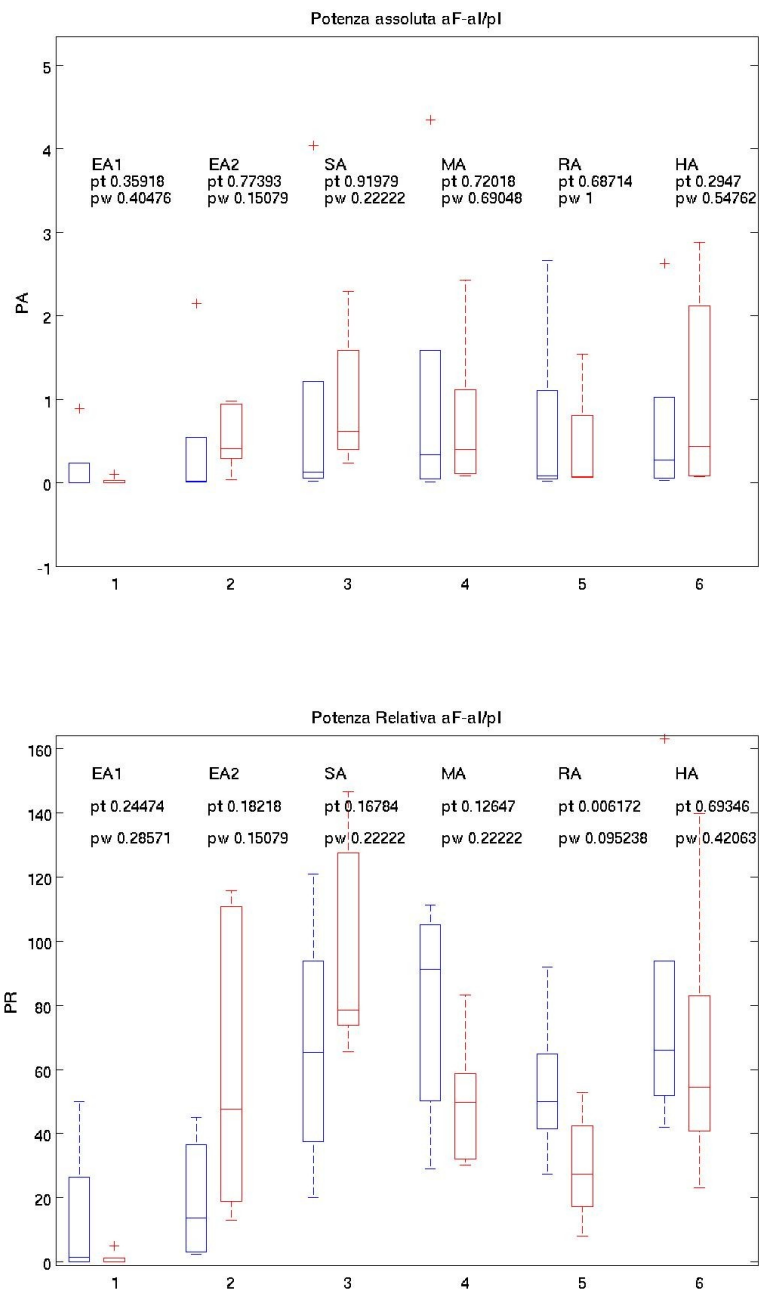 Potenza assoluta aF-aI/pI
5
4
3
2
1
0
-1
PA
EA1 EA2 SA MA RA HA
pt 0.35918 pt 0.77393 pt 0.91979 pt 0.72018 pt 0.68714 pt 0.2947
pw 0.40476 pw 0.15079 pw 0.22222 pw 0.69048 pw 1 pw 0.54762
1 2 3 4 5 6
Potenza Relativa aF-aI/pI
160
140
120
100
80
60
40
20
0
PR
EA1 EA2 SA MA RA HA
pt 0.24474 pt 0.18218 pt 0.16784 pt 0.12647 pt 0.006172 pt 0.69346
pw 0.28571 pw 0.15079 pw 0.22222 pw 0.22222 pw 0.095238 pw 0.42063
1 2 3 4 5 6